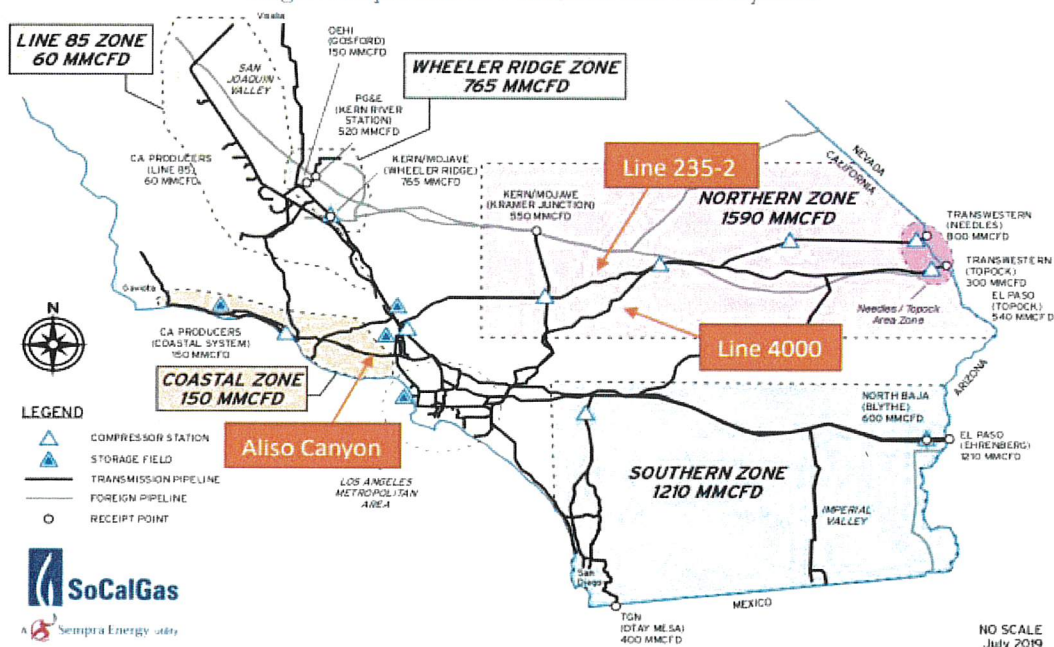 Visalia
LINE 85 ZONE
60 MMCFD
SAN
JOAQUIN
VALLEY
OEHI
(GOSFORD)
150 MMCFD
WHEELER RIDGE ZONE
765 MMCFD
PG&E
(KERN RIVER
STATION)
520 MMCFD
CA PRODUCERS
(LINE 85)
60 MMCFD
KERN/MOJAVE
(WHEELER RIDGE)
765 MMCFD
Line 235-2
NEVADA
CALIFORNIA
KERN/MOJAVE
(KRAMER JUNCTION)
550 MMCFD
NORTHERN ZONE
1590 MMCFD
TRANSWESTERN
(NEEDLES)
800 MMCFD
TRANSWESTERN
(TOPOCK)
300 MMCFD
EL PASO
(TOPOCK)
540 MMCFD
Needles / Topock
Area Zone
Gaviota
N
CA PRODUCERS
(COASTAL SYSTEM)
150 MMCFD
Line 4000
COASTAL ZONE
150 MMCFD
ARIZONA
LEGEND
COMPRESSOR STATION
STORAGE FIELD
TRANSMISSION PIPELINE
FOREIGN PIPELINE
RECEIPT POINT
Aliso Canyon
LOS ANGELES
METROPOLITAN
AREA
NORTH BAJA
(BLYTHE)
600 MMCFD
EL PASO
(EHRENBERG)
1210 MMCFD
SOUTHERN ZONE
1210 MMCFD
IMPERIAL
VALLEY
San
Diego
MEXICO
TGN
(OTAY MESA)
400 MMCFD
SoCalGas
A Sempra Energy utility
NO SCALE
July 2019